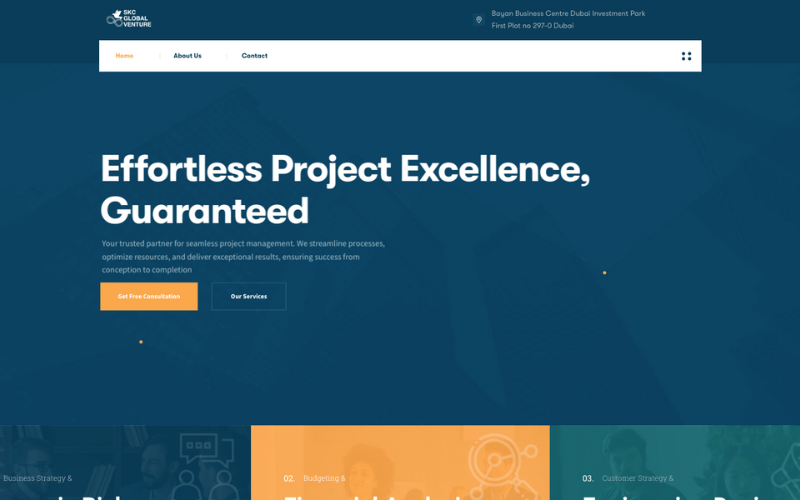 SKC
GLOBAL
VENTURE
Bayan Business Centre Dubai Investment Park
First Plot no 297-0 Dubai
Home
About Us
Contact
Effortless Project Excellence,
Guaranteed
Your trusted partner for seamless project management. We streamline processes,
optimize resources, and deliver exceptional results, ensuring success from
conception to completion
Get Free Consultation
Our Services
Business Strategy &
02. Budgeting &
03. Customer Strategy &